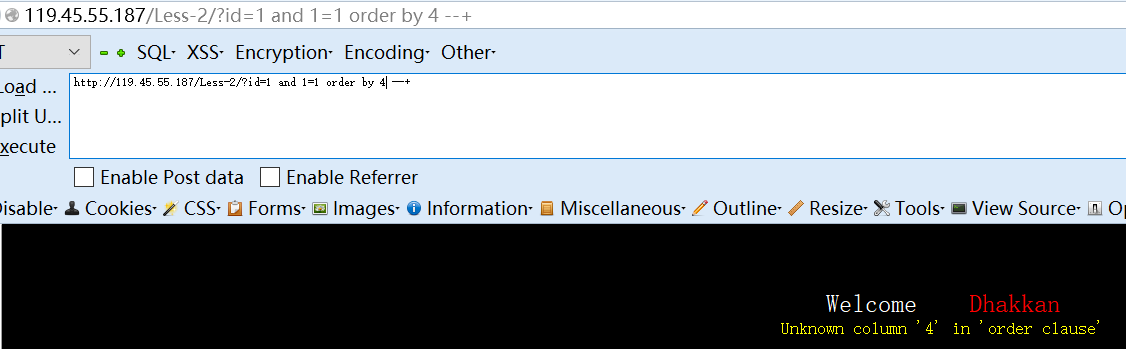 119.45.55.187/Less-2/?id=1 and 1=1 order by 4 --+
SQL XSS Encryption Encoding Other
Load ...
http://119.45.55.187/Less-2/?id=1 and 1=1 order by 4 --+
plit U...
xecute
Enable Post data Enable Referrer
Disable Cookies CSS Forms Images Information Miscellaneous Outline Resize Tools View Source
Welcome Dhakkan
Unknown column '4' in 'order clause'